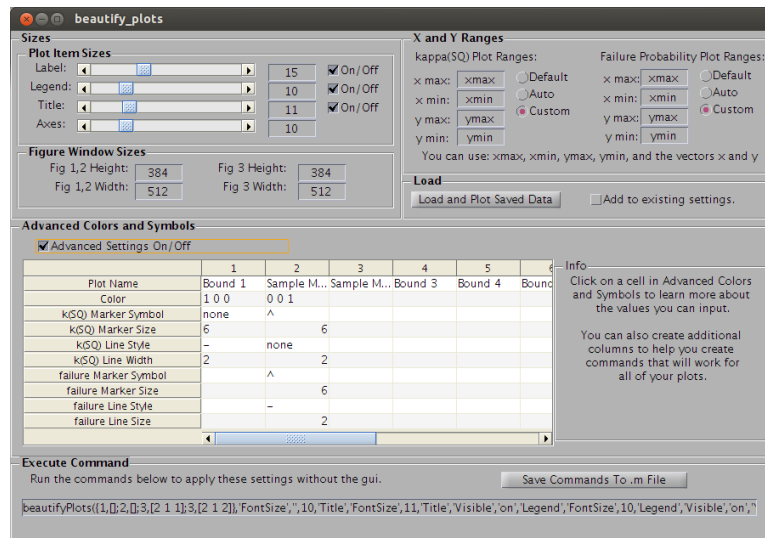 beautify_plots
Sizes
Plot Item Sizes
Label: 15 On/Off
Legend: 10 On/Off
Title: 11 On/Off
Axes: 10
Figure Window Sizes
Fig 1,2 Height: 384 Fig 3 Height: 384
Fig 1,2 Width: 512 Fig 3 Width: 512
X and Y Ranges
kappa(SQ) Plot Ranges:
x max: xmax Default
x min: xmin Auto
y max: ymax Custom
y min: ymin
Failure Probability Plot Ranges:
x max: xmax Default
x min: xmin Auto
y max: ymax Custom
y min: ymin
You can use: xmax, xmin, ymax, ymin, and the vectors x and y
Load
Load and Plot Saved Data Add to existing settings.
Advanced Colors and Symbols
Advanced Settings On/Off
1 2 3 4 5 6
Plot Name Bound 1 Sample M... Sample M... Bound 3 Bound 4 Bound
Color 1 0 0 0 0 1
k(SQ) Marker Symbol none ^
k(SQ) Marker Size 6 6
k(SQ) Line Style - none
k(SQ) Line Width 2 2
failure Marker Symbol ^
failure Marker Size 6
failure Line Style -
failure Line Size 2
Info
Click on a cell in Advanced Colors
and Symbols to learn more about
the values you can input.
You can also create additional
columns to help you create
commands that will work for
all of your plots.
Execute Command
Run the commands below to apply these settings without the gui. Save Commands To .m File
beautifyPlots({1,[];2,[];3,[2 1 1];3,[2 1 2]},'FontSize','',10,'Title','FontSize',11,'Title','Visible','on','Legend','FontSize',10,'Legend','Visible','on',